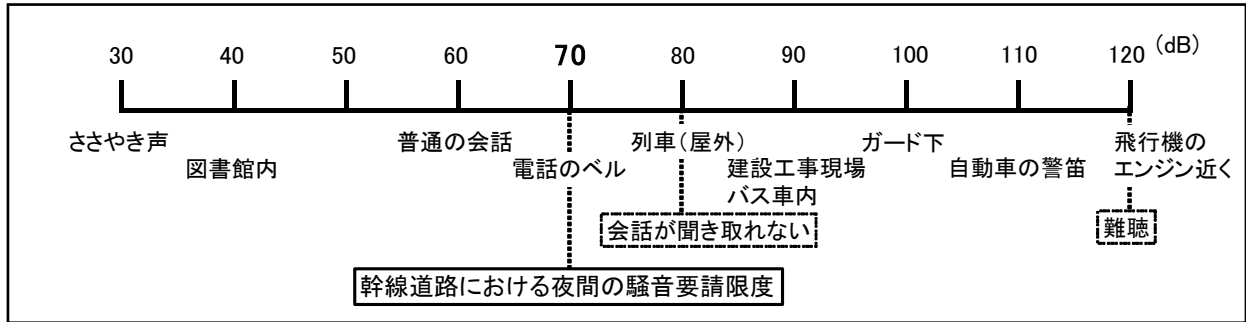 30 40 50 60 70 80 90 100 110 120 (dB)
ささやき声 普通の会話 列車(屋外) ガード下 飛行機の
図書館内 電話のベル 建設工事現場 自動車の警笛 エンジン近く
バス車内
会話が聞き取れない 難聴
幹線道路における夜間の騒音要請限度